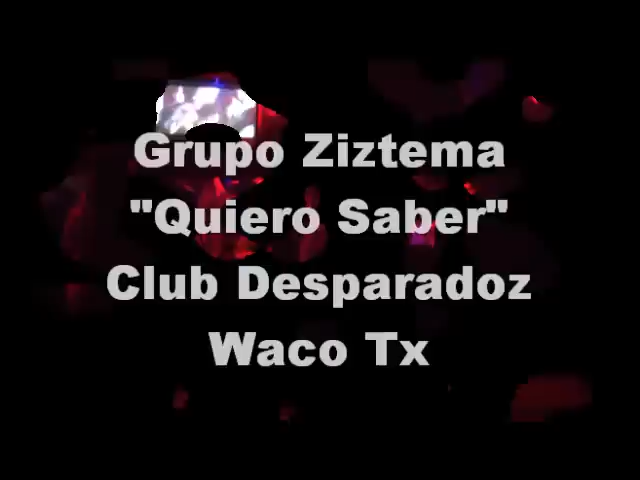 Grupo Ziztema
"Quiero Saber"
Club Desparadoz
Waco Tx